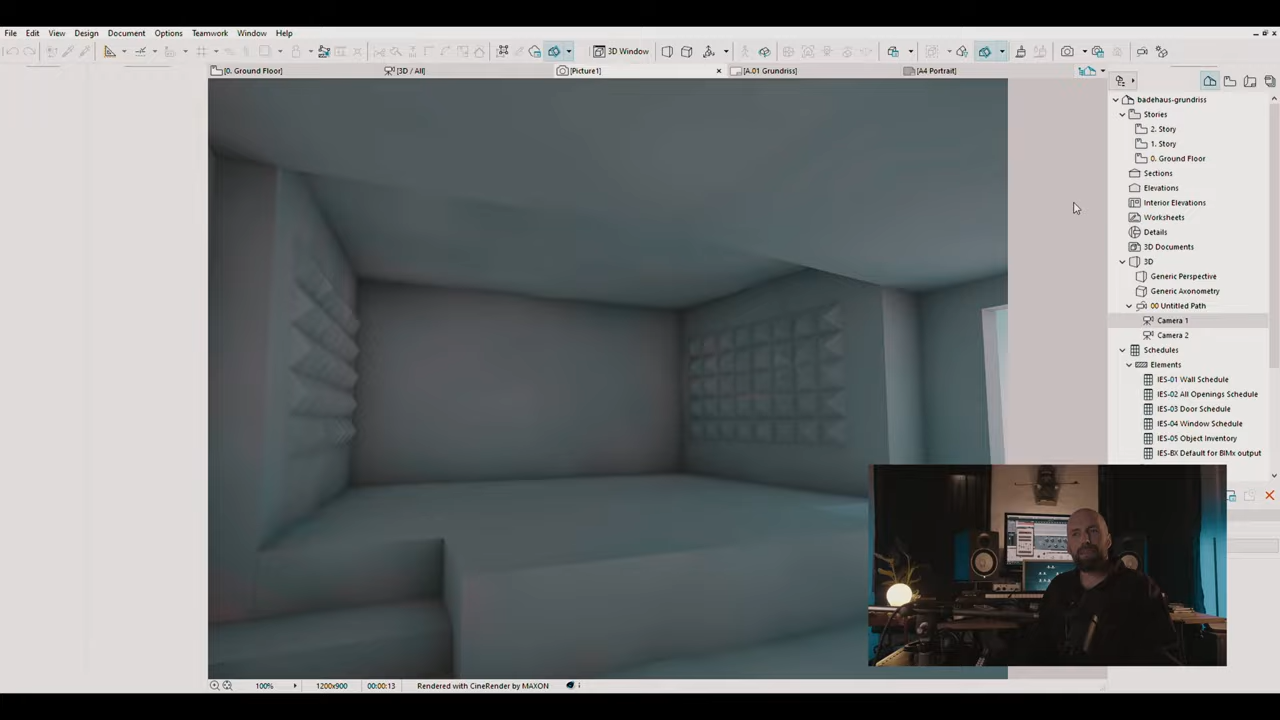 File Edit View Design Document Options Teamwork Window Help
3D Window
[0. Ground Floor] [3D / All] [Picture1] [A.01 Grundriss] [A4 Portrait]
badehaus-grundriss
Stories
2. Story
1. Story
0. Ground Floor
Sections
Elevations
Interior Elevations
Worksheets
Details
3D Documents
3D
Generic Perspective
Generic Axonometry
00 Untitled Path
Camera 1
Camera 2
Schedules
Elements
IES-01 Wall Schedule
IES-02 All Openings Schedule
IES-03 Door Schedule
IES-04 Window Schedule
IES-05 Object Inventory
IES-BX Default for BIMx output
100% 1200x900 00:00:13 Rendered with CineRender by MAXON